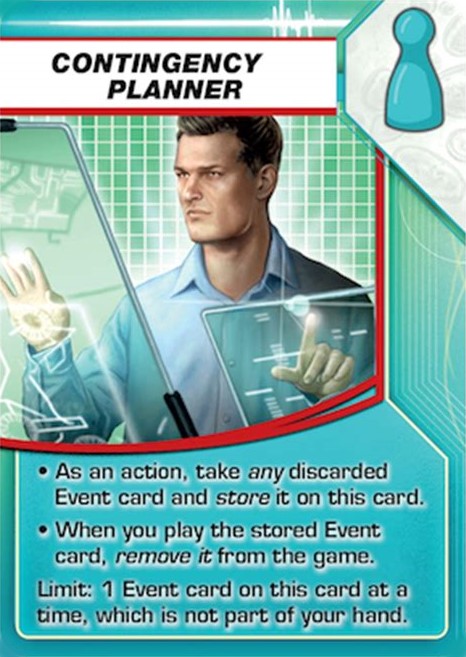 CONTINGENCY
PLANNER
• As an action, take any discarded
Event card and store it on this card.
• When you play the stored Event
card, remove it from the game.
Limit: 1 Event card on this card at a
time, which is not part of your hand.